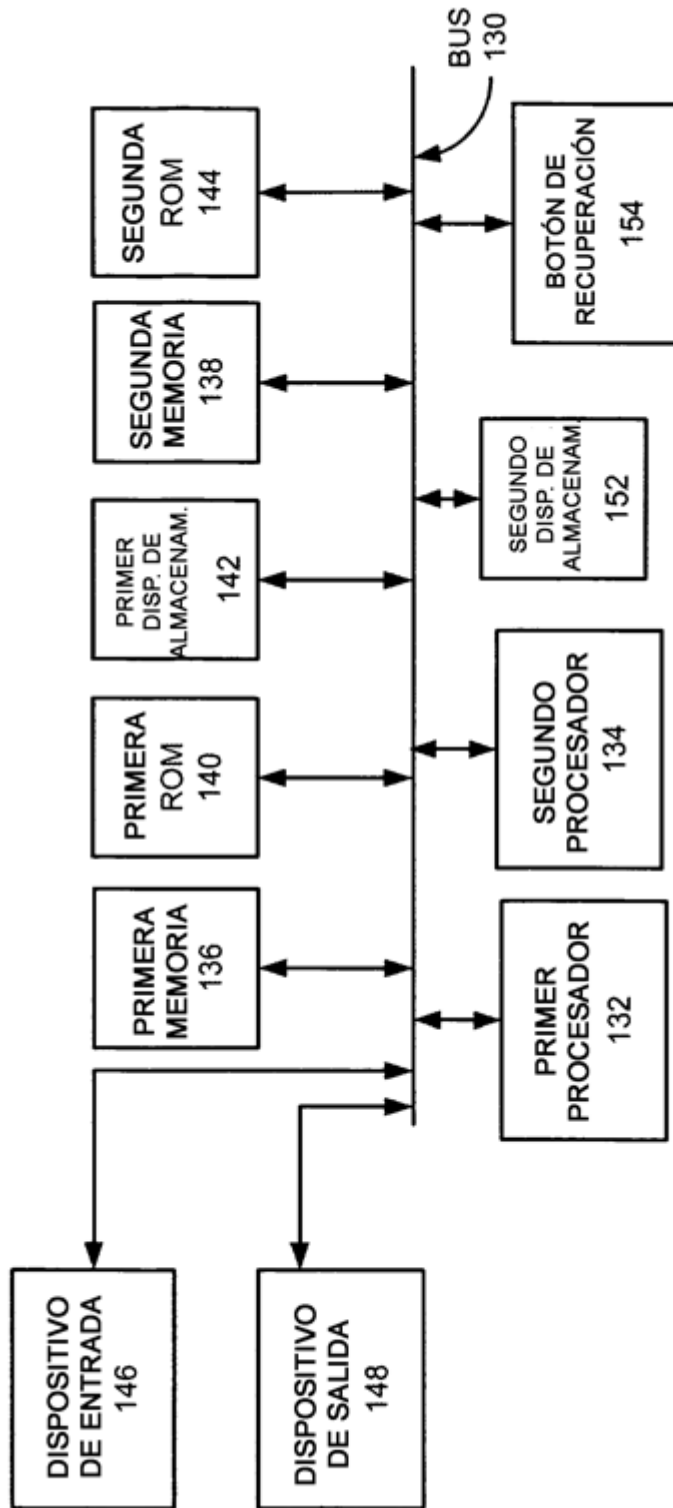 DISPOSITIVO
DE ENTRADA
146
DISPOSITIVO
DE SALIDA
148
PRIMERA
MEMORIA
136
PRIMERA
ROM
140
PRIMER
DISP. DE
ALMACENAM.
142
SEGUNDA
MEMORIA
138
SEGUNDA
ROM
144
BUS
130
PRIMER
PROCESADOR
132
SEGUNDO
PROCESADOR
134
SEGUNDO
DISP. DE
ALMACENAM.
152
BOTÓN DE
RECUPERACIÓN
154